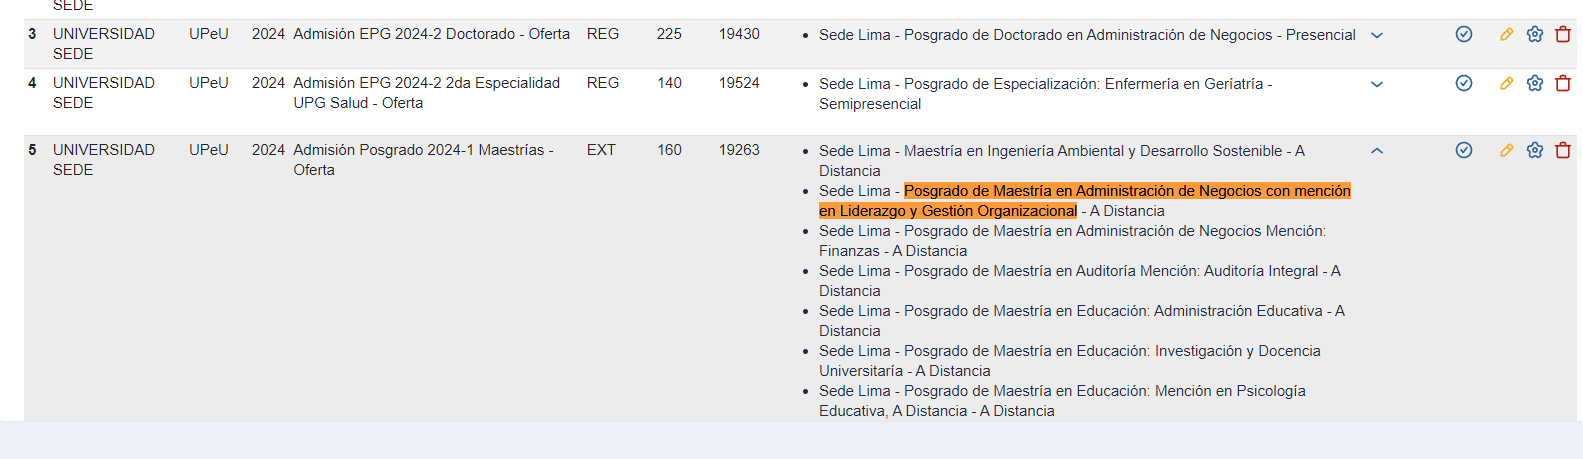 SEDE
3 UNIVERSIDAD UPeU 2024 Admisión EPG 2024-2 Doctorado - Oferta REG 225 19430 • Sede Lima - Posgrado de Doctorado en Administración de Negocios - Presencial
SEDE
4 UNIVERSIDAD UPeU 2024 Admisión EPG 2024-2 2da Especialidad REG 140 19524 • Sede Lima - Posgrado de Especialización: Enfermería en Geríatría -
SEDE UPG Salud - Oferta Semipresencial
5 UNIVERSIDAD UPeU 2024 Admisión Posgrado 2024-1 Maestrías - EXT 160 19263 • Sede Lima - Maestría en Ingeniería Ambiental y Desarrollo Sostenible - A
SEDE Oferta Distancia
• Sede Lima - Posgrado de Maestría en Administración de Negocios con mención
en Liderazgo y Gestión Organizacional - A Distancia
• Sede Lima - Posgrado de Maestría en Administración de Negocios Mención:
Finanzas - A Distancia
• Sede Lima - Posgrado de Maestría en Auditoría Mención: Auditoría Integral - A
Distancia
• Sede Lima - Posgrado de Maestría en Educación: Administración Educativa - A
Distancia
• Sede Lima - Posgrado de Maestría en Educación: Investigación y Docencia
Universitaría - A Distancia
• Sede Lima - Posgrado de Maestría en Educación: Mención en Psicología
Educativa, A Distancia - A Distancia